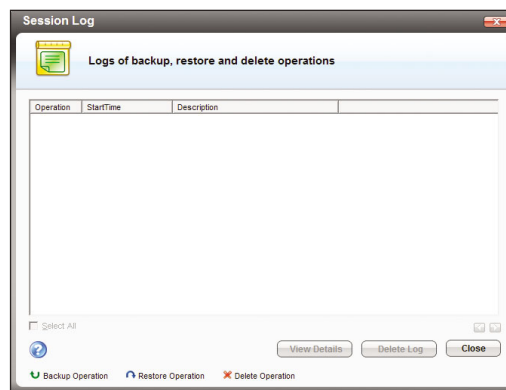 Session Log
Logs of backup, restore and delete operations
Operation StartTime Description
Select All
View Details Delete Log Close
Backup Operation Restore Operation Delete Operation